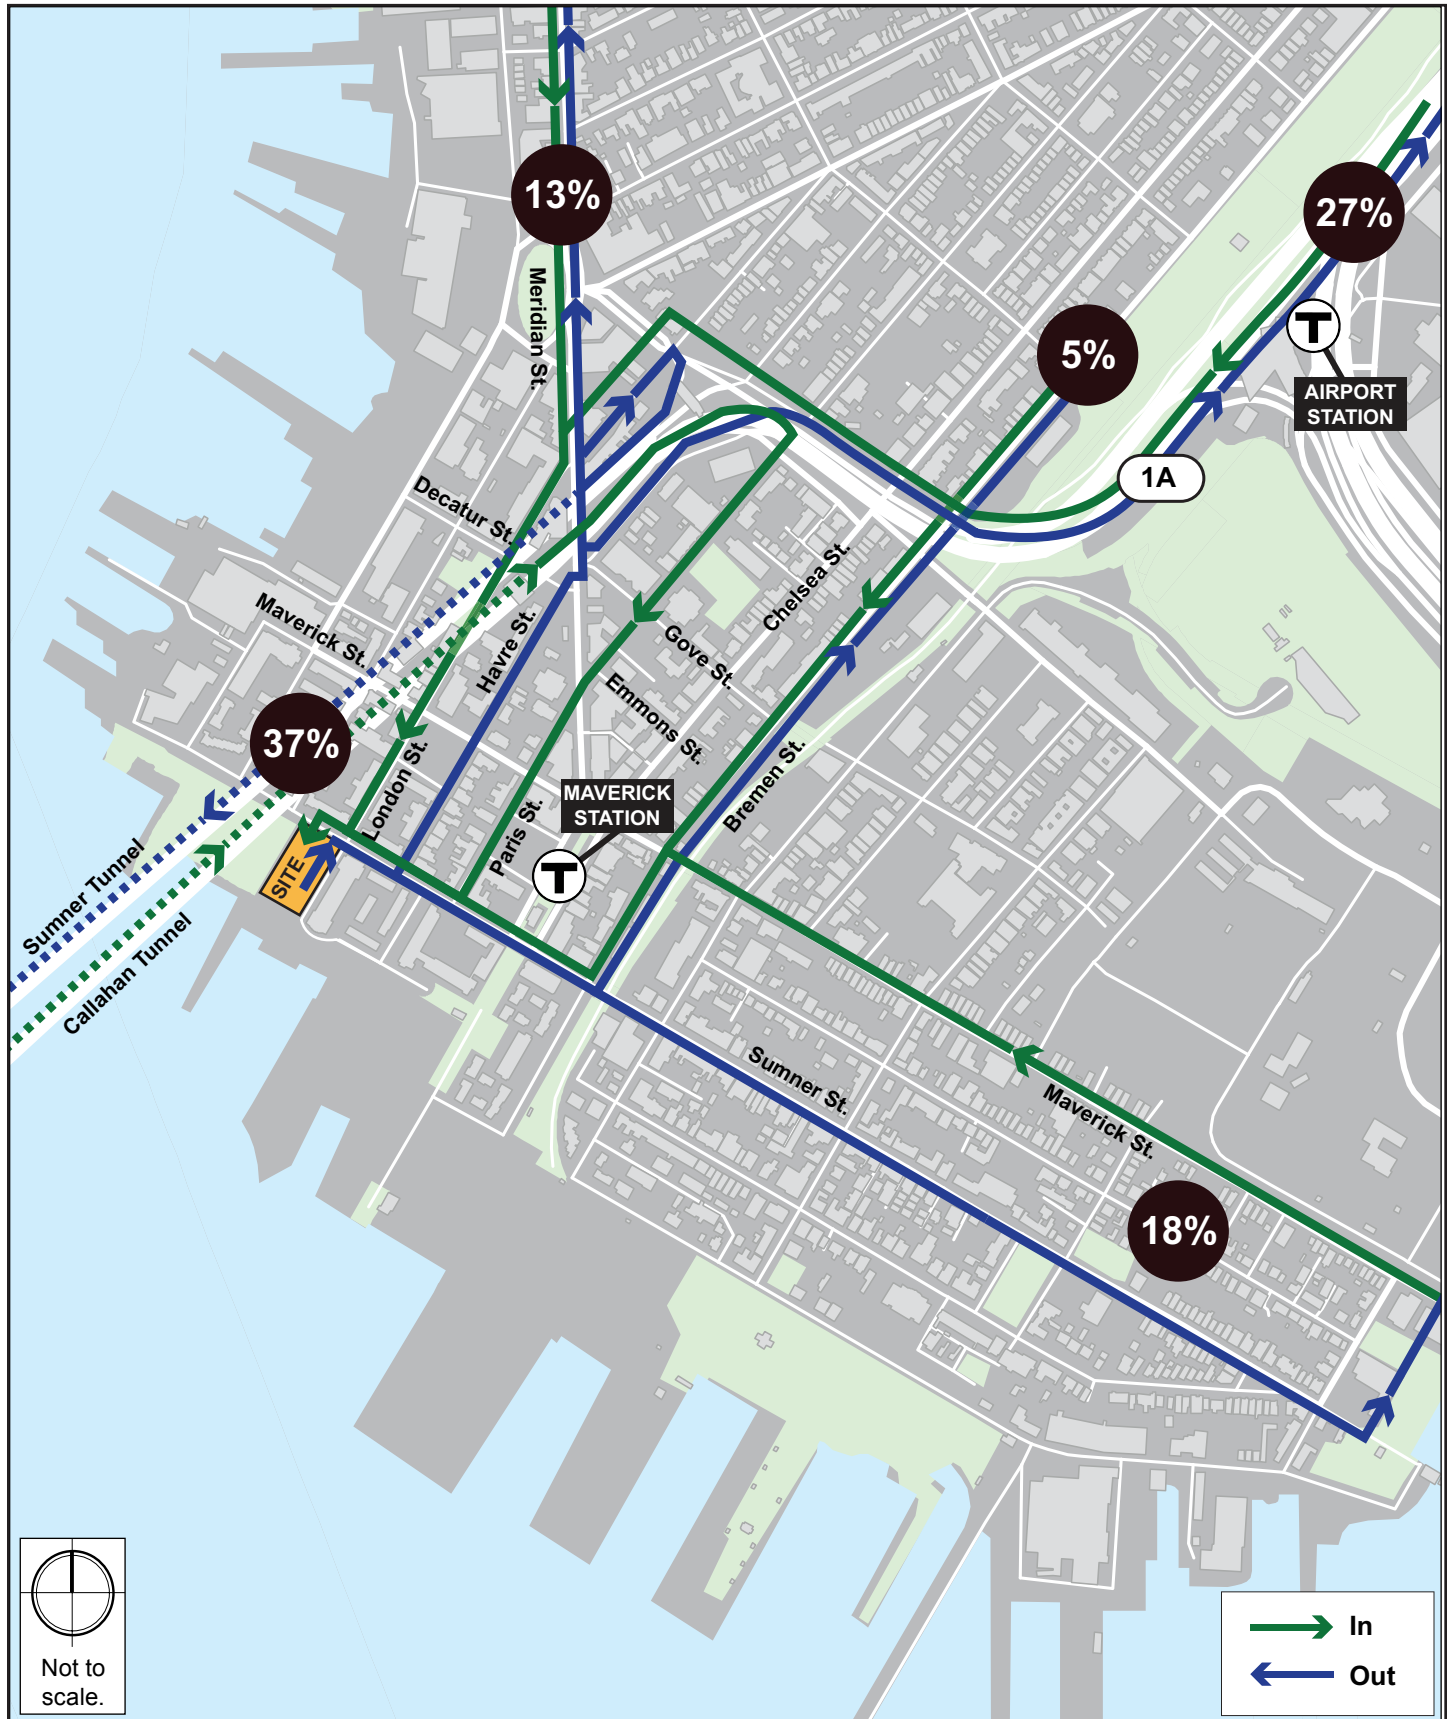 13%
27%
Meridian St.
5%
T
AIRPORT
STATION
1A
Decatur St.
Chelsea St.
Maverick St.
Havre St.
Gove St.
Emmons St.
37%
London St.
Bremen St.
MAVERICK
STATION
Paris St.
T
SITE
Sumner Tunnel
Callahan Tunnel
Sumner St.
Maverick St.
18%
Not to
scale.
In
Out